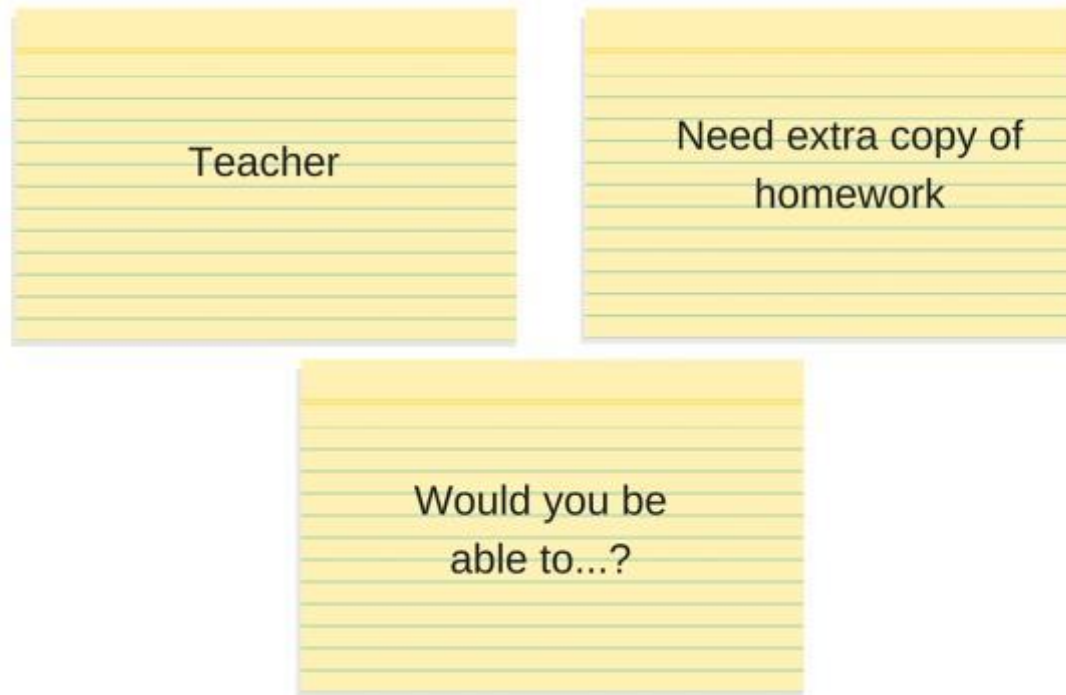 Teacher
Need extra copy of
homework
Would you be
able to...?